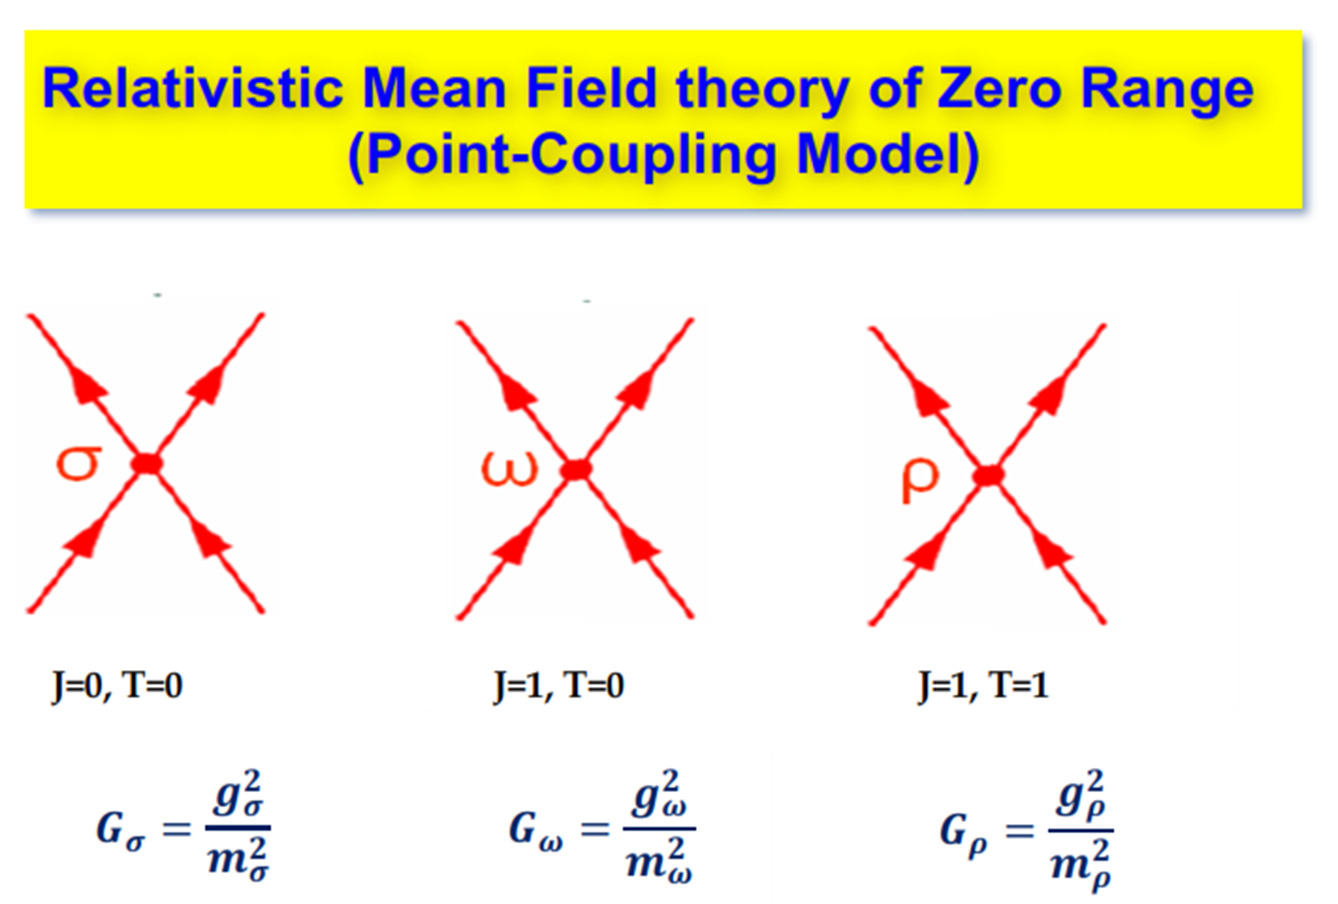 Relativistic Mean Field theory of Zero Range
(Point-Coupling Model)
σ ω ρ
J=0, T=0 J=1, T=0 J=1, T=1
G_σ = g_σ^2 / m_σ^2 G_ω = g_ω^2 / m_ω^2 G_ρ = g_ρ^2 / m_ρ^2